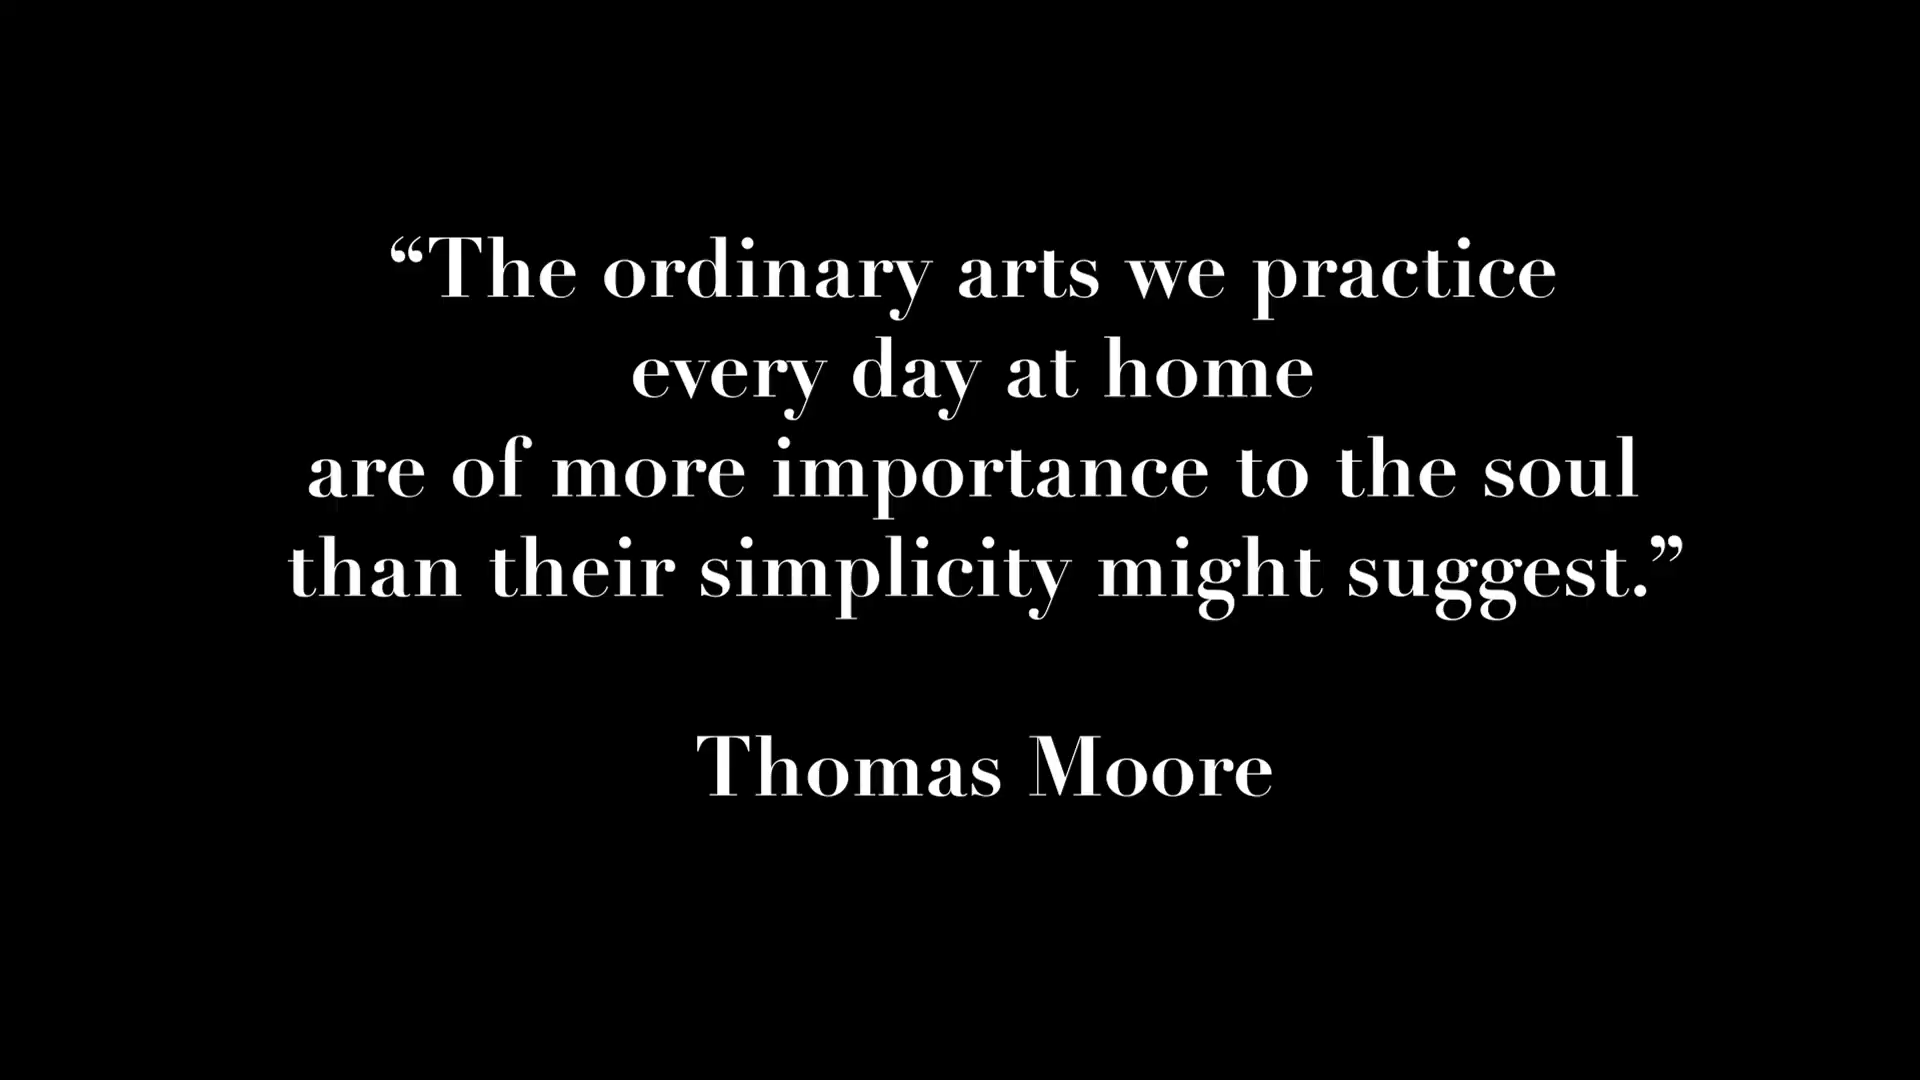 “The ordinary arts we practice
every day at home
are of more importance to the soul
than their simplicity might suggest.”
Thomas Moore